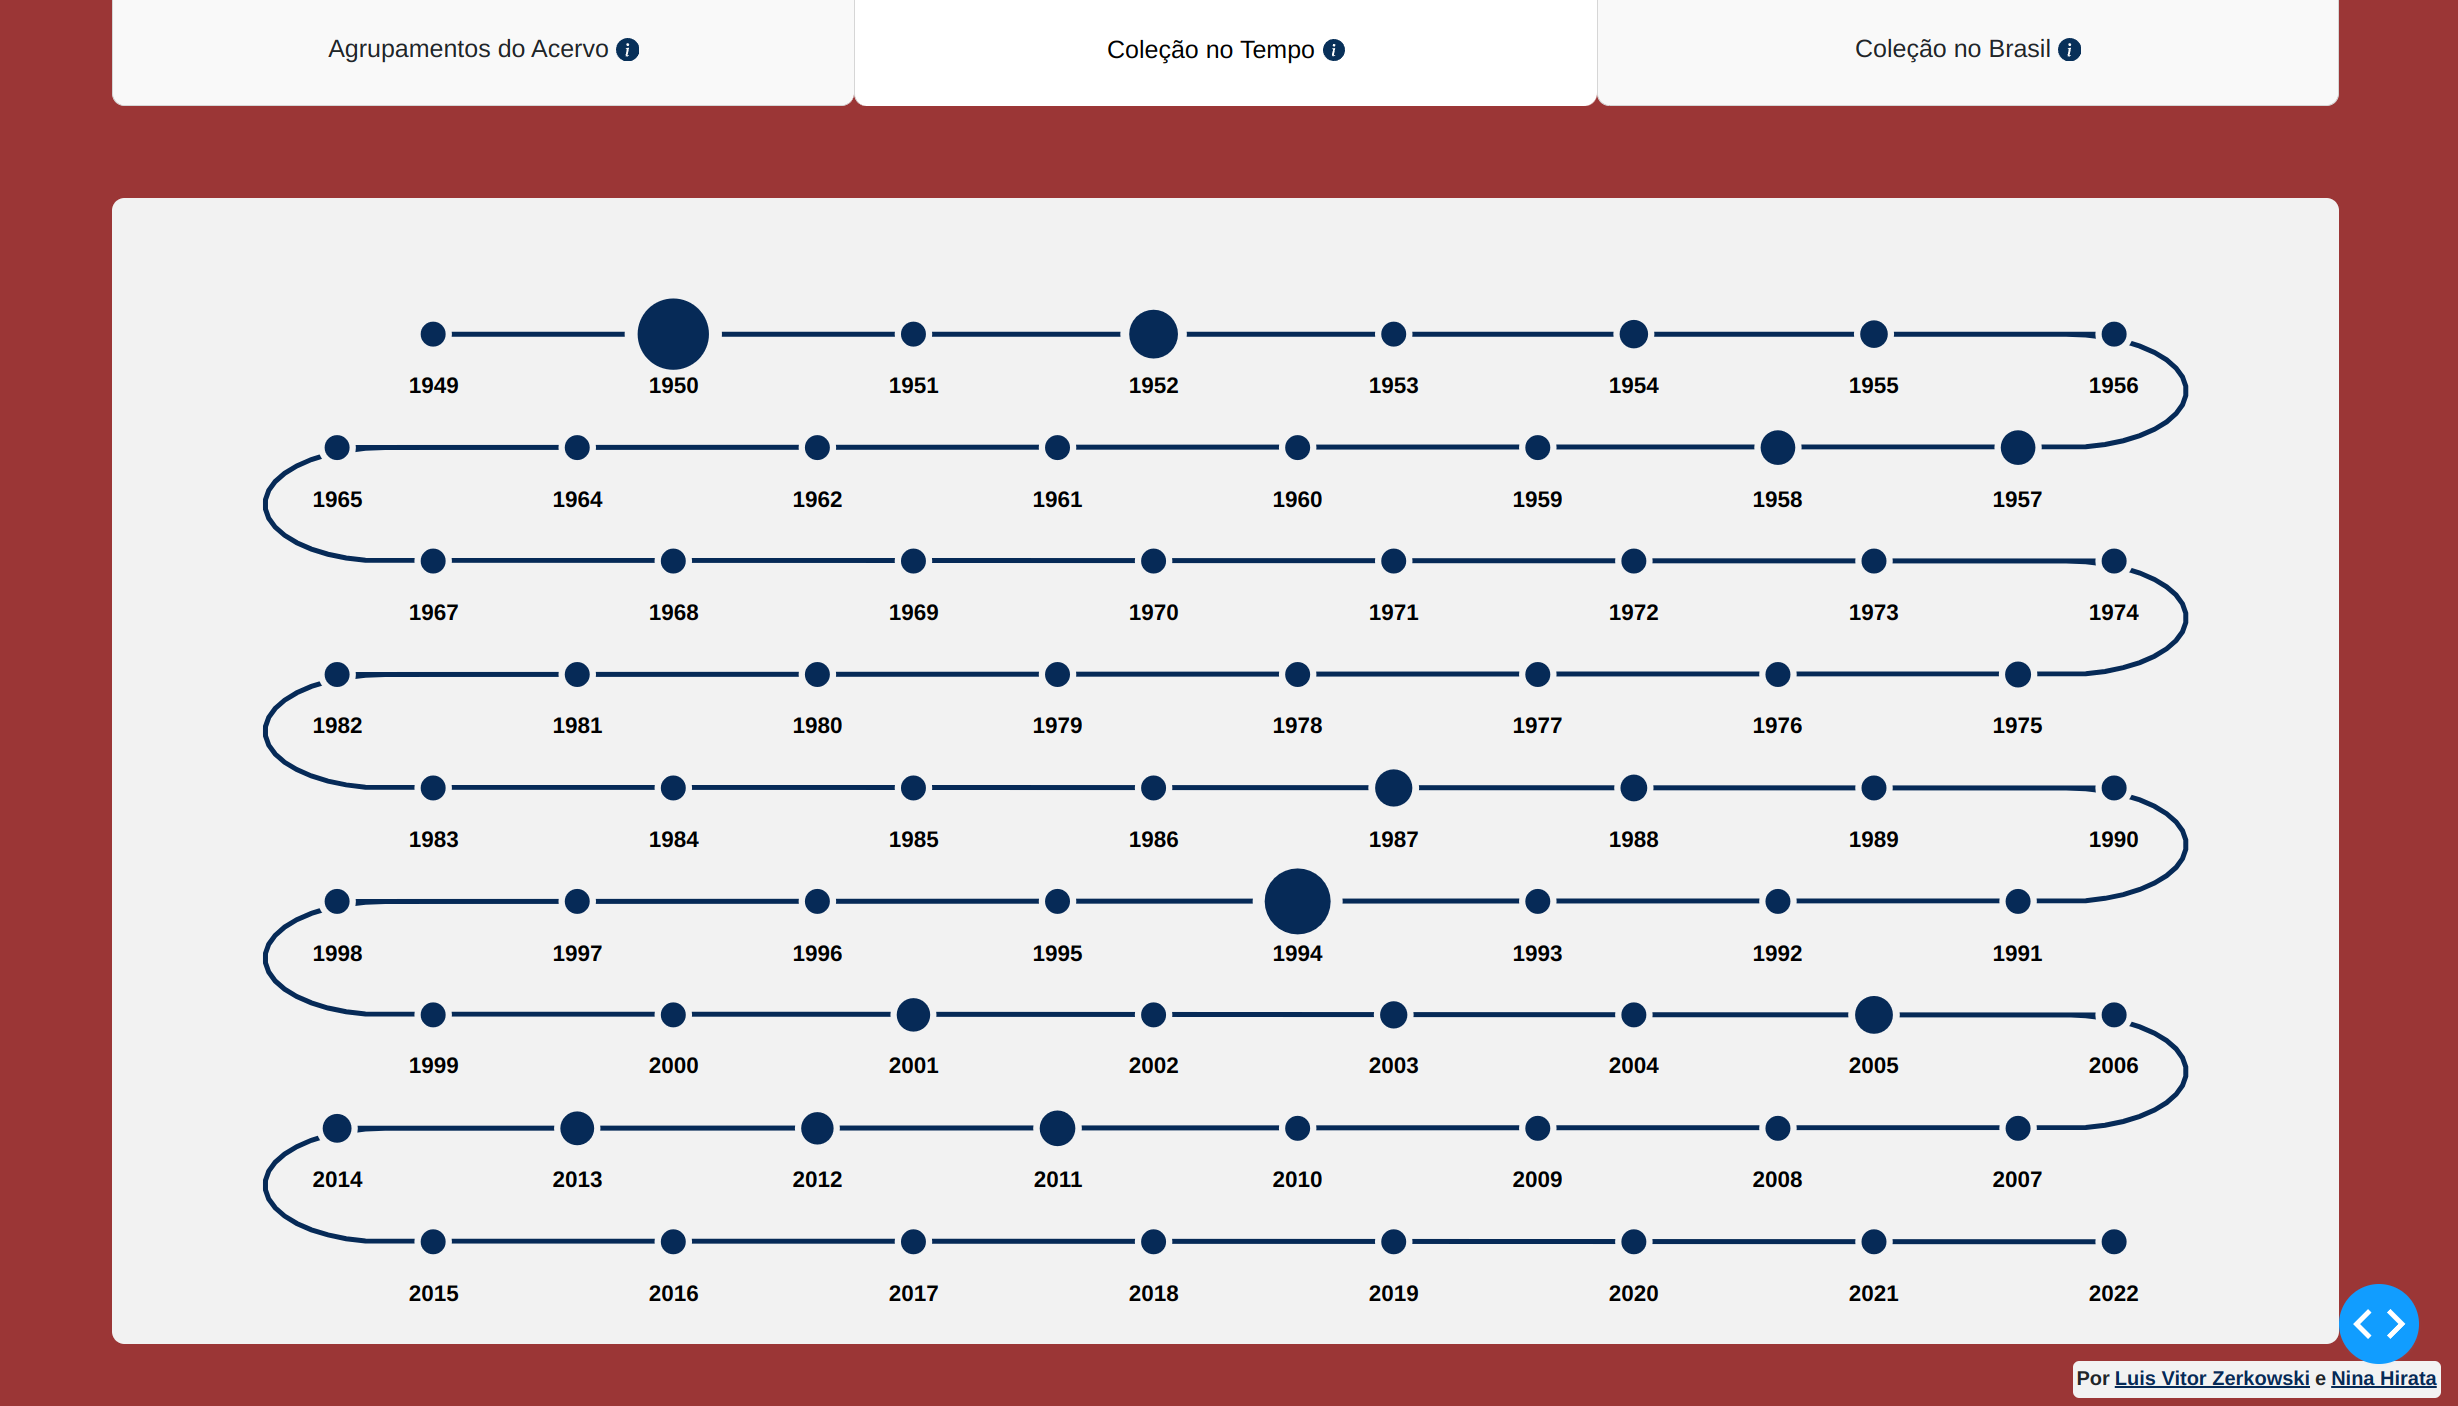 Agrupamentos do Acervo i
Coleção no Tempo i
Coleção no Brasil i
1949 1950 1951 1952 1953 1954 1955 1956
1965 1964 1962 1961 1960 1959 1958 1957
1967 1968 1969 1970 1971 1972 1973 1974
1982 1981 1980 1979 1978 1977 1976 1975
1983 1984 1985 1986 1987 1988 1989 1990
1998 1997 1996 1995 1994 1993 1992 1991
1999 2000 2001 2002 2003 2004 2005 2006
2014 2013 2012 2011 2010 2009 2008 2007
2015 2016 2017 2018 2019 2020 2021 2022
Por Luis Vitor Zerkowski e Nina Hirata